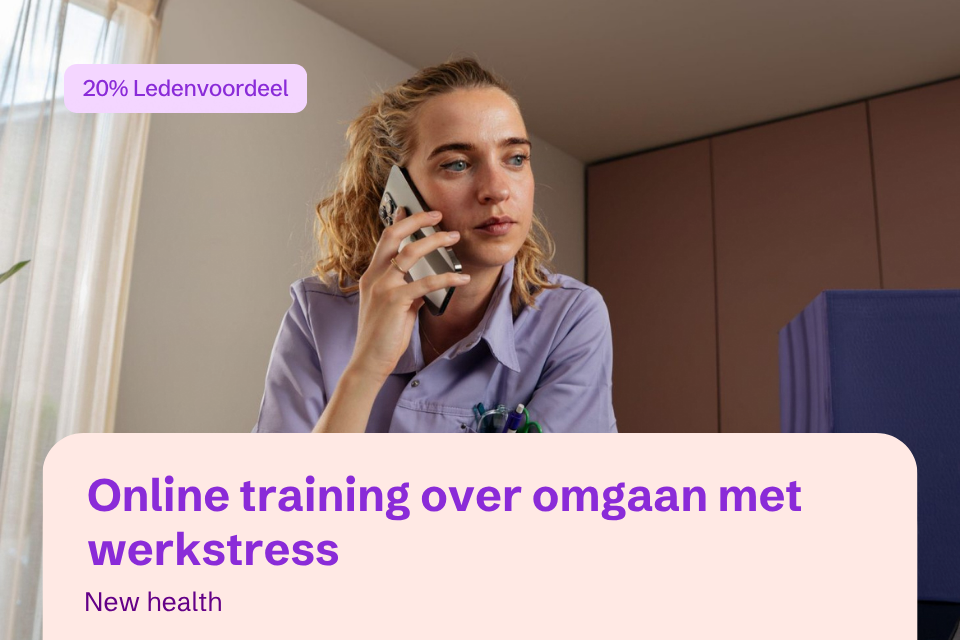 20% Ledenvoordeel
Online training over omgaan met
werkstress
New health